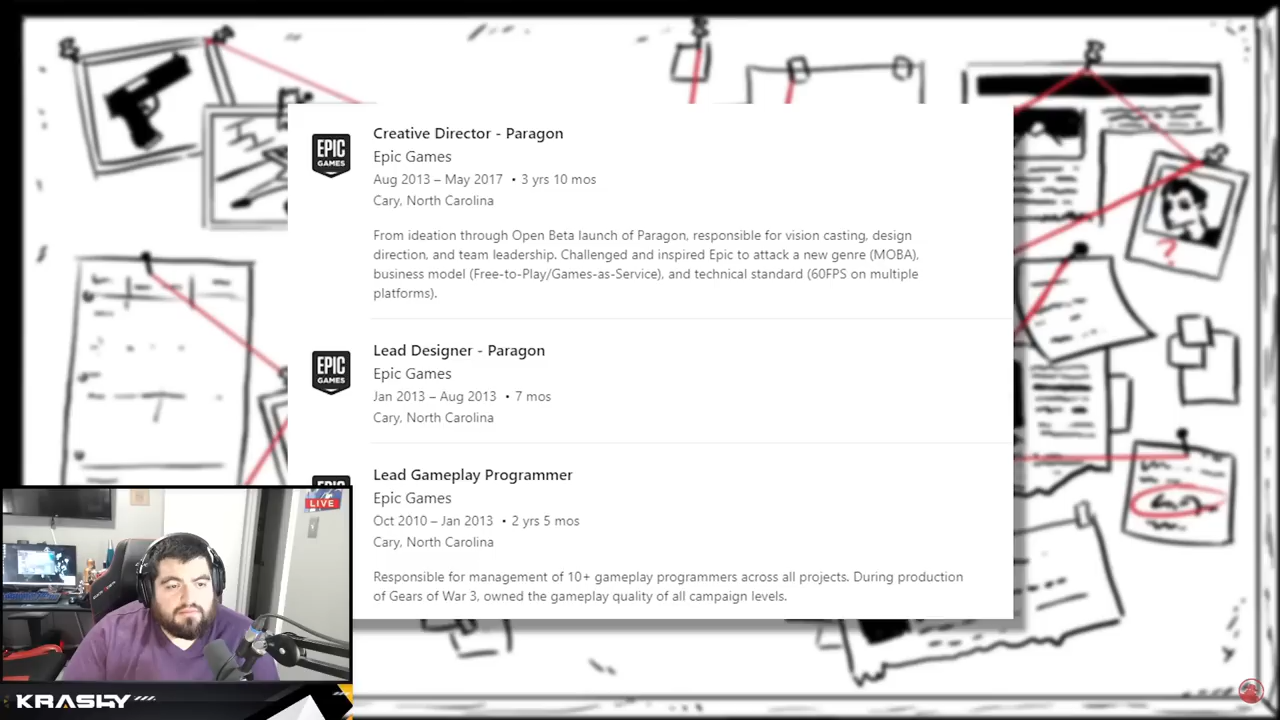 Creative Director - Paragon
EPIC
GAMES
Epic Games
Aug 2013 – May 2017 • 3 yrs 10 mos
Cary, North Carolina
From ideation through Open Beta launch of Paragon, responsible for vision casting, design
direction, and team leadership. Challenged and inspired Epic to attack a new genre (MOBA),
business model (Free-to-Play/Games-as-Service), and technical standard (60FPS on multiple
platforms).
Lead Designer - Paragon
EPIC
GAMES
Epic Games
Jan 2013 – Aug 2013 • 7 mos
Cary, North Carolina
Lead Gameplay Programmer
Epic Games
Oct 2010 – Jan 2013 • 2 yrs 5 mos
Cary, North Carolina
Responsible for management of 10+ gameplay programmers across all projects. During production
of Gears of War 3, owned the gameplay quality of all campaign levels.
LIVE
KRASHY